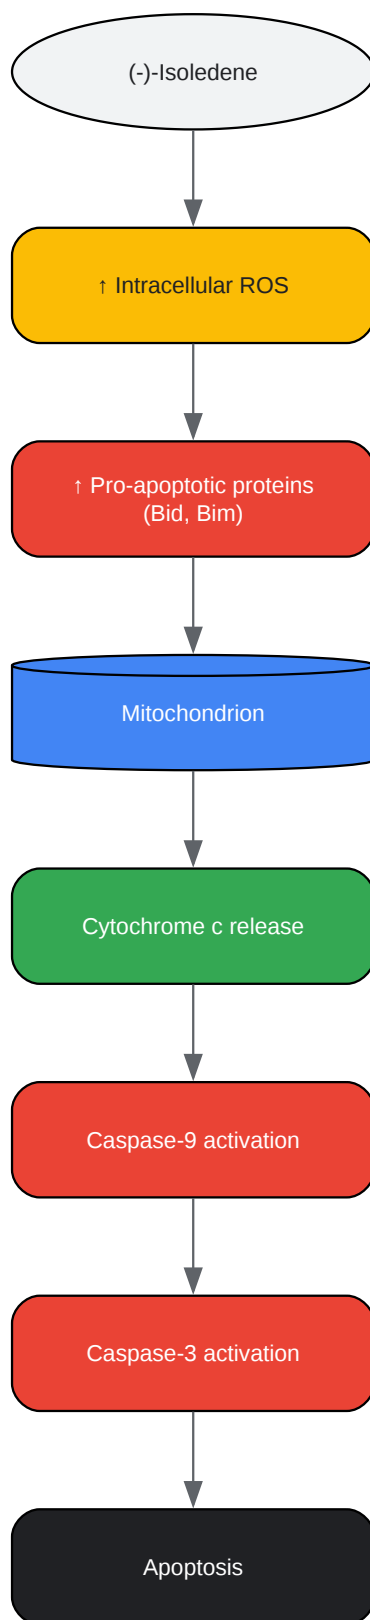 (-)-Isoledene
↑ Intracellular ROS
↑ Pro-apoptotic proteins
(Bid, Bim)
Mitochondrion
Cytochrome c release
Caspase-9 activation
Caspase-3 activation
Apoptosis